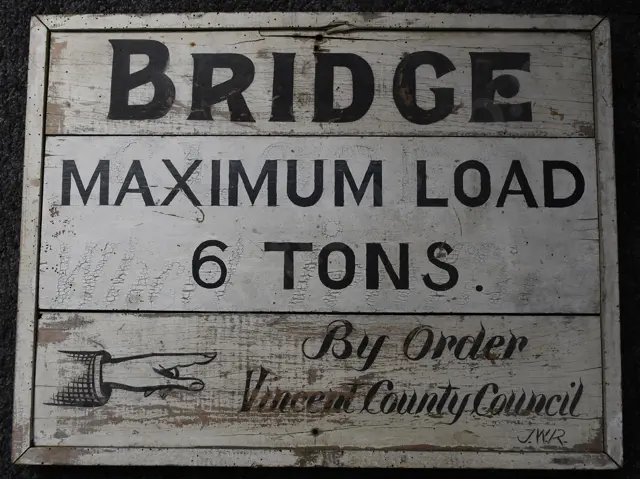 BRIDGE
MAXIMUM LOAD
6 TONS.
By Order
Vincent County Council
J.W.R.